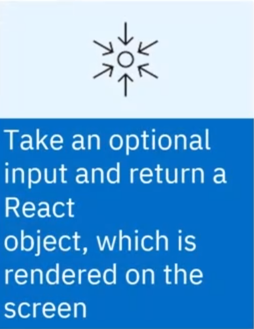 Take an optional
input and return a
React
object, which is
rendered on the
screen